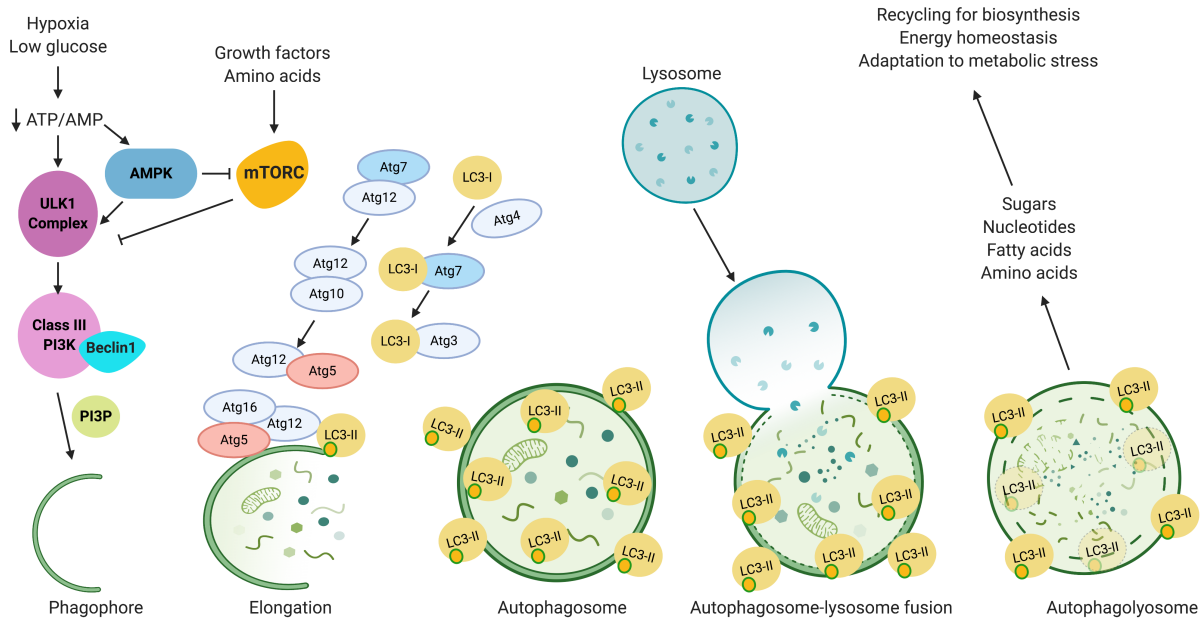 Hypoxia
Low glucose
ATP/AMP
AMPK
Growth factors
Amino acids
mTORC
ULK1
Complex
Class III
PI3K
Beclin1
PI3P
Phagophore
Atg7
Atg12
Atg12
Atg10
Atg12
Atg5
Atg16
Atg12
Atg5
LC3-II
LC3-I
Atg4
LC3-I
Atg7
LC3-I
Atg3
Elongation
LC3-II
LC3-II
LC3-II
LC3-II
LC3-II
LC3-II
LC3-II
LC3-II
Autophagosome
Lysosome
LC3-II
LC3-II
LC3-II
LC3-II
LC3-II
LC3-II
LC3-II
Autophagosome-lysosome fusion
Recycling for biosynthesis
Energy homeostasis
Adaptation to metabolic stress
Sugars
Nucleotides
Fatty acids
Amino acids
LC3-II
LC3-II
LC3-II
LC3-II
LC3-II
LC3-II
LC3-II
Autophagolyosome